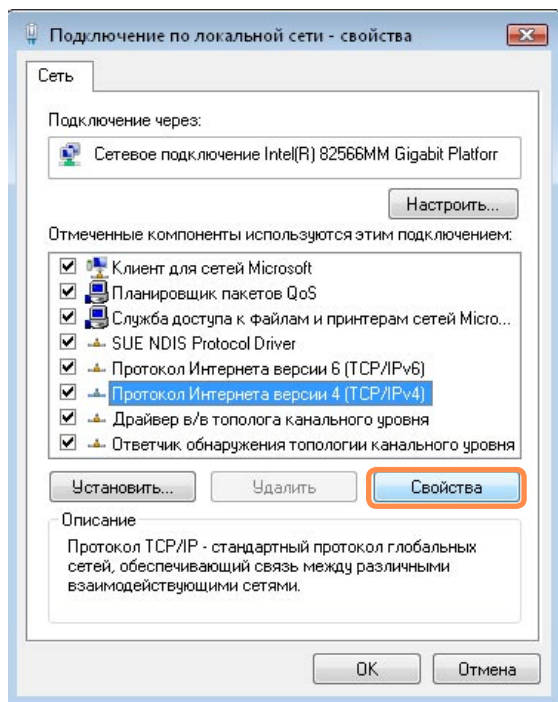 Подключение по локальной сети - свойства
Сеть
Подключение через:
Сетевое подключение Intel(R) 82566MM Gigabit Platforr
Настроить...
Отмеченные компоненты используются этим подключением:
Клиент для сетей Microsoft
Планировщик пакетов QoS
Служба доступа к файлам и принтерам сетей Micro...
SUE NDIS Protocol Driver
Протокол Интернета версии 6 (TCP/IPv6)
Протокол Интернета версии 4 (TCP/IPv4)
Драйвер в/в тополога канального уровня
Ответчик обнаружения топологии канального уровня
Установить... Удалить Свойства
Описание
Протокол TCP/IP - стандартный протокол глобальных
сетей, обеспечивающий связь между различными
взаимодействующими сетями.
OK Отмена